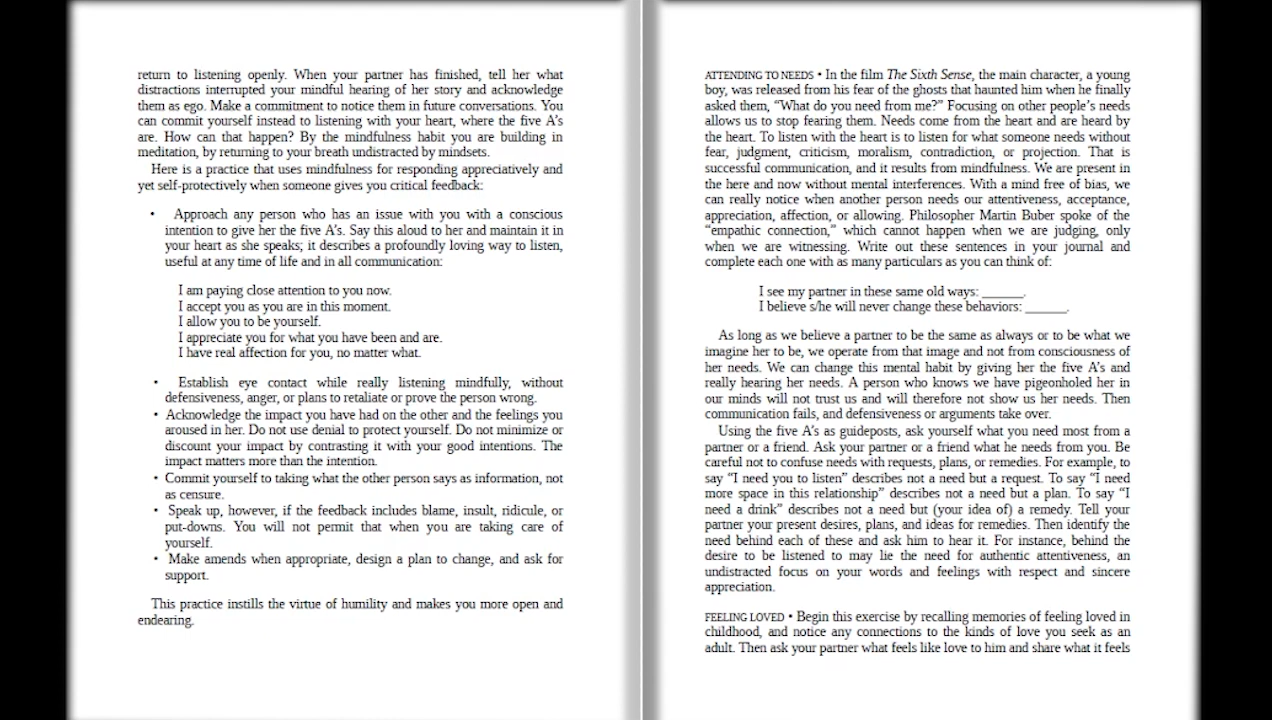 return to listening openly. When your partner has finished, tell her what
distractions interrupted your mindful hearing of her story and acknowledge
them as ego. Make a commitment to notice them in future conversations. You
can commit yourself instead to listening with your heart, where the five A’s
are. How can that happen? By the mindfulness habit you are building in
meditation, by returning to your breath undistracted by mindsets.
Here is a practice that uses mindfulness for responding appreciatively and
yet self-protectively when someone gives you critical feedback:
• Approach any person who has an issue with you with a conscious
intention to give her the five A’s. Say this aloud to her and maintain it in
your heart as she speaks; it describes a profoundly loving way to listen,
useful at any time of life and in all communication:
I am paying close attention to you now.
I accept you as you are in this moment.
I allow you to be yourself.
I appreciate you for what you have been and are.
I have real affection for you, no matter what.
• Establish eye contact while really listening mindfully, without
defensiveness, anger, or plans to retaliate or prove the person wrong.
• Acknowledge the impact you have had on the other and the feelings you
aroused in her. Do not use denial to protect yourself. Do not minimize or
discount your impact by contrasting it with your good intentions. The
impact matters more than the intention.
• Commit yourself to taking what the other person says as information, not
as censure.
• Speak up, however, if the feedback includes blame, insult, ridicule, or
put-downs. You will not permit that when you are taking care of
yourself.
• Make amends when appropriate, design a plan to change, and ask for
support.
This practice instills the virtue of humility and makes you more open and
endearing.
ATTENDING TO NEEDS • In the film The Sixth Sense, the main character, a young
boy, was released from his fear of the ghosts that haunted him when he finally
asked them, “What do you need from me?” Focusing on other people’s needs
allows us to stop fearing them. Needs come from the heart and are heard by
the heart. To listen with the heart is to listen for what someone needs without
fear, judgment, criticism, moralism, contradiction, or projection. That is
successful communication, and it results from mindfulness. We are present in
the here and now without mental interferences. With a mind free of bias, we
can really notice when another person needs our attentiveness, acceptance,
appreciation, affection, or allowing. Philosopher Martin Buber spoke of the
“empathic connection,” which cannot happen when we are judging, only
when we are witnessing. Write out these sentences in your journal and
complete each one with as many particulars as you can think of:
I see my partner in these same old ways: ______.
I believe s/he will never change these behaviors: ______.
As long as we believe a partner to be the same as always or to be what we
imagine her to be, we operate from that image and not from consciousness of
her needs. We can change this mental habit by giving her the five A’s and
really hearing her needs. A person who knows we have pigeonholed her in
our minds will not trust us and will therefore not show us her needs. Then
communication fails, and defensiveness or arguments take over.
Using the five A’s as guideposts, ask yourself what you need most from a
partner or a friend. Ask your partner or a friend what he needs from you. Be
careful not to confuse needs with requests, plans, or remedies. For example, to
say “I need you to listen” describes not a need but a request. To say “I need
more space in this relationship” describes not a need but a plan. To say “I
need a drink” describes not a need but (your idea of) a remedy. Tell your
partner your present desires, plans, and ideas for remedies. Then identify the
need behind each of these and ask him to hear it. For instance, behind the
desire to be listened to may lie the need for authentic attentiveness, an
undistracted focus on your words and feelings with respect and sincere
appreciation.
FEELING LOVED • Begin this exercise by recalling memories of feeling loved in
childhood, and notice any connections to the kinds of love you seek as an
adult. Then ask your partner what feels like love to him and share what it feels